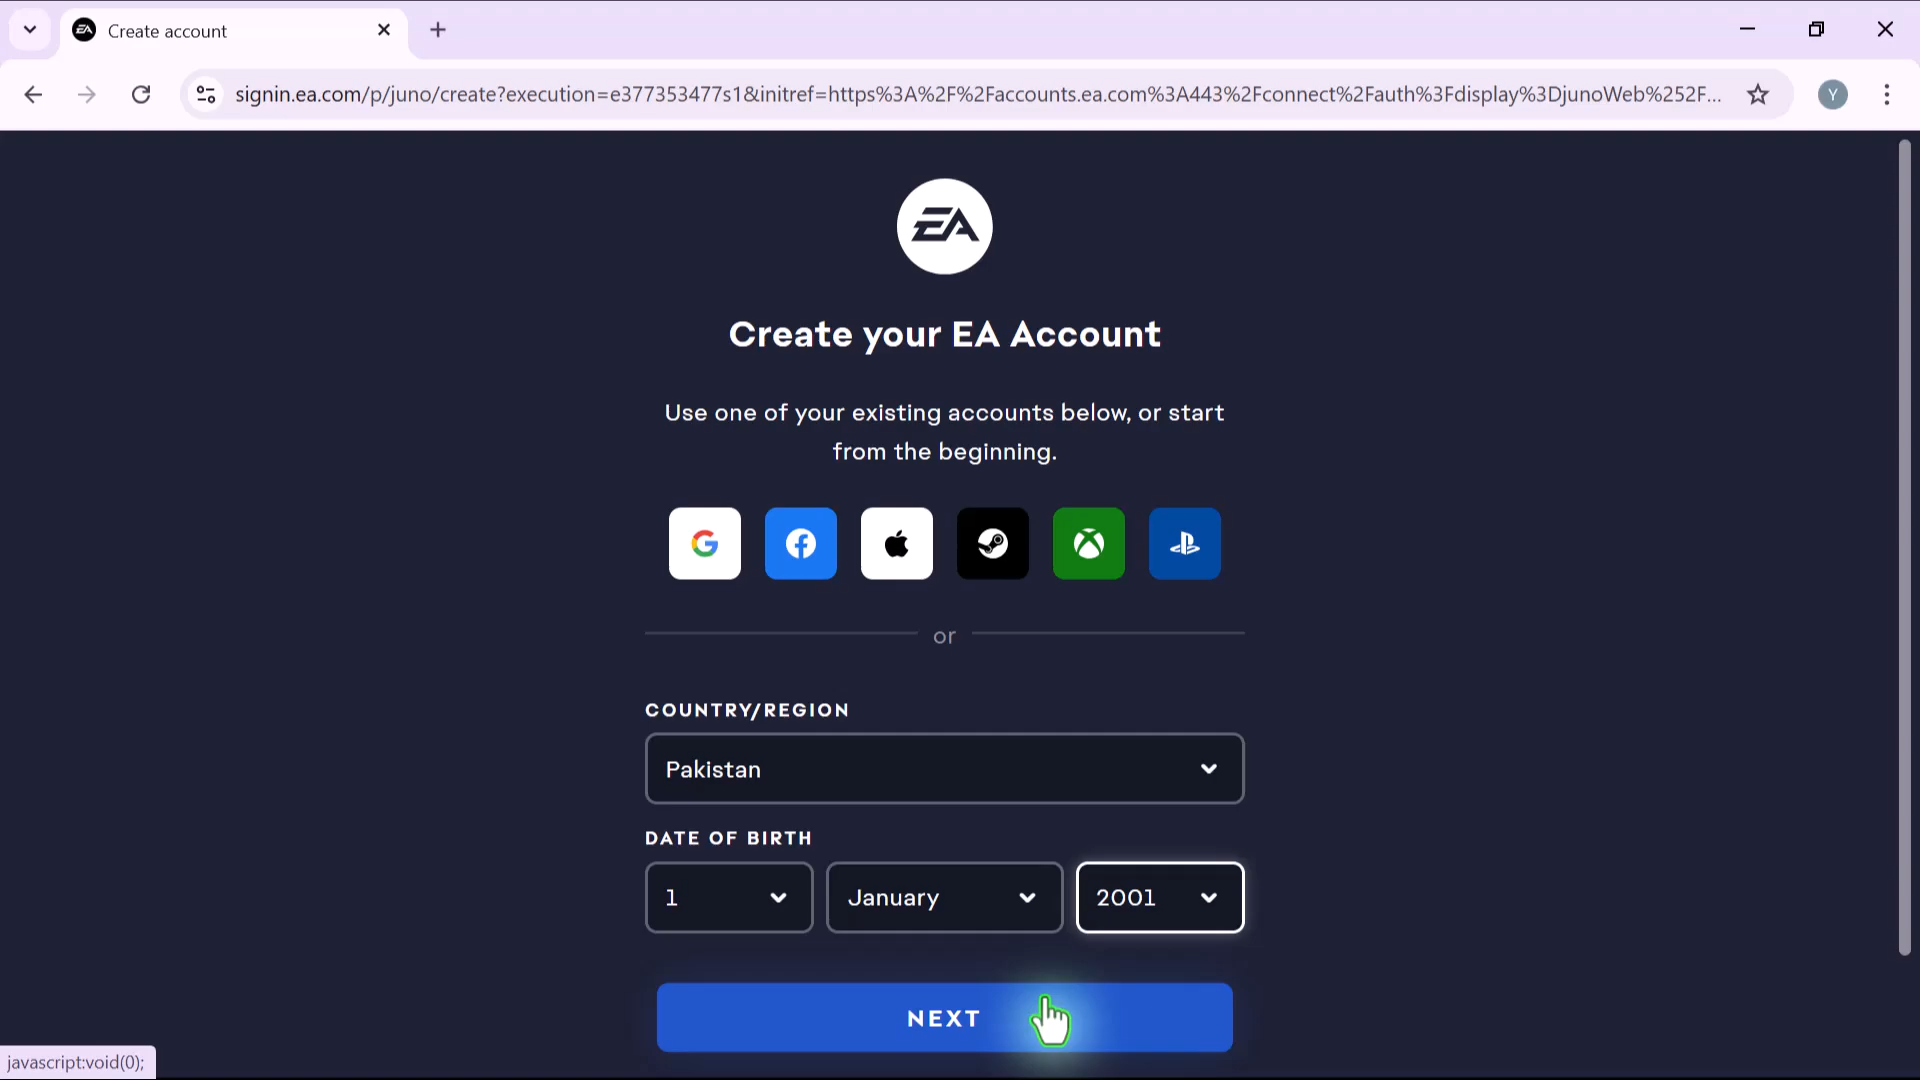 Create account
signin.ea.com/p/juno/create?execution=e377353477s1&initref=https%3A%2F%2Faccounts.ea.com%3A443%2Fconnect%2Fauth%3Fdisplay%3DjunoWeb%252F...
Y
EA
Create your EA Account
Use one of your existing accounts below, or start
from the beginning.
or
COUNTRY/REGION
Pakistan
DATE OF BIRTH
1 January 2001
NEXT
javascript:void(0);